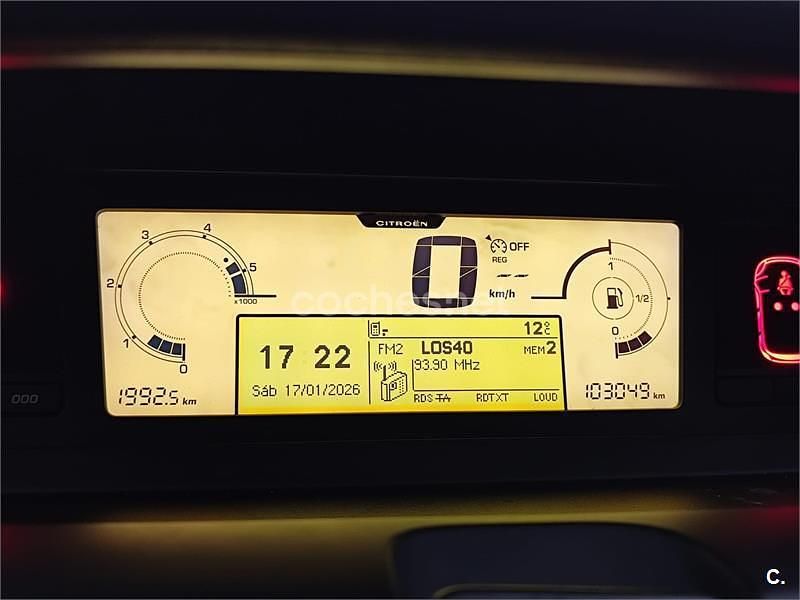 CITROËN
4
3
5
2
x1000
1
0
0
OFF
REG
km/h
1
1/2
0
coches.net
12°C
17 22
FM2 LOS40 MEM2
93.90 MHz
Sáb 17/01/2026
RDS TA RDTXT LOUD
1992.5 km
103049 km
000
C.